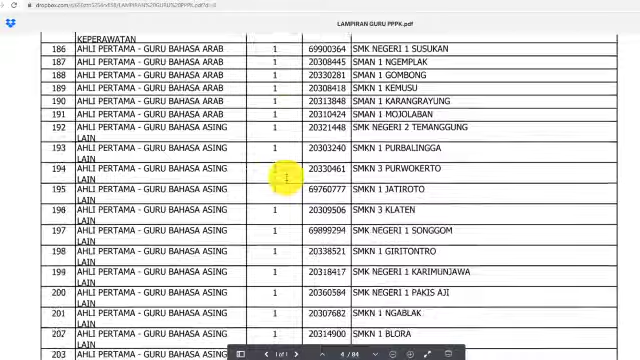 LAMPIRAN GURU PPPK.pdf
KEPERAWATAN
186 AHLI PERTAMA - GURU BAHASA ARAB 1 69900364 SMK NEGERI 1 SUSUKAN
187 AHLI PERTAMA - GURU BAHASA ARAB 1 20308445 SMAN 1 NGEMPLAK
188 AHLI PERTAMA - GURU BAHASA ARAB 1 20330281 SMAN 1 GOMBONG
189 AHLI PERTAMA - GURU BAHASA ARAB 1 20308418 SMKN 1 KEMUSU
190 AHLI PERTAMA - GURU BAHASA ARAB 1 20313848 SMAN 1 KARANGRAYUNG
191 AHLI PERTAMA - GURU BAHASA ARAB 1 20310424 SMAN 1 MOJOLABAN
192 AHLI PERTAMA - GURU BAHASA ASING 1 20321448 SMK NEGERI 2 TEMANGGUNG
LAIN
193 AHLI PERTAMA - GURU BAHASA ASING 1 20303240 SMAN 1 PURBALINGGA
LAIN
194 AHLI PERTAMA - GURU BAHASA ASING 1 20330461 SMKN 3 PURWOKERTO
LAIN
195 AHLI PERTAMA - GURU BAHASA ASING 1 69760777 SMKN 1 JATIROTO
LAIN
196 AHLI PERTAMA - GURU BAHASA ASING 1 20309506 SMKN 3 KLATEN
LAIN
197 AHLI PERTAMA - GURU BAHASA ASING 1 69899294 SMK NEGERI 1 SONGGOM
LAIN
198 AHLI PERTAMA - GURU BAHASA ASING 1 20338521 SMKN 1 GIRITONTRO
LAIN
199 AHLI PERTAMA - GURU BAHASA ASING 1 20318417 SMK NEGERI 1 KARIMUNJAWA
LAIN
200 AHLI PERTAMA - GURU BAHASA ASING 1 20360584 SMK NEGERI 1 PAKIS AJI
LAIN
201 AHLI PERTAMA - GURU BAHASA ASING 1 20307682 SMKN 1 NGABLAK
LAIN
202 AHLI PERTAMA - GURU BAHASA ASING 1 20314900 SMKN 1 BLORA
LAIN
203 AHLI PERTAMA - GURU BAHASA ASING
1 of 1 4 / 84